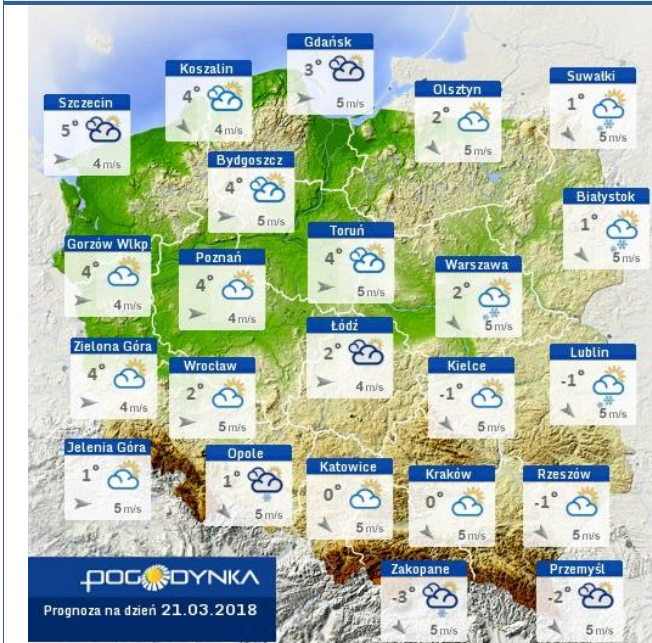 Gdańsk
3°
5 m/s
Koszalin
4°
4 m/s
Suwałki
1°
5 m/s
Olsztyn
2°
5 m/s
Szczecin
5°
4 m/s
Bydgoszcz
4°
5 m/s
Białystok
1°
5 m/s
Toruń
4°
5 m/s
Gorzów Wlkp
4°
4 m/s
Poznań
4°
4 m/s
Warszawa
2°
5 m/s
Łódź
2°
4 m/s
Zielona Góra
4°
4 m/s
Wrocław
2°
5 m/s
Kielce
-1°
5 m/s
Lublin
-1°
5 m/s
Jelenia Góra
1°
5 m/s
Opole
1°
5 m/s
Katowice
0°
5 m/s
Kraków
0°
5 m/s
Rzeszów
-1°
5 m/s
Zakopane
-3°
5 m/s
Przemyśl
-2°
5 m/s
POGODYNKA
Prognoza na dzień 21.03.2018